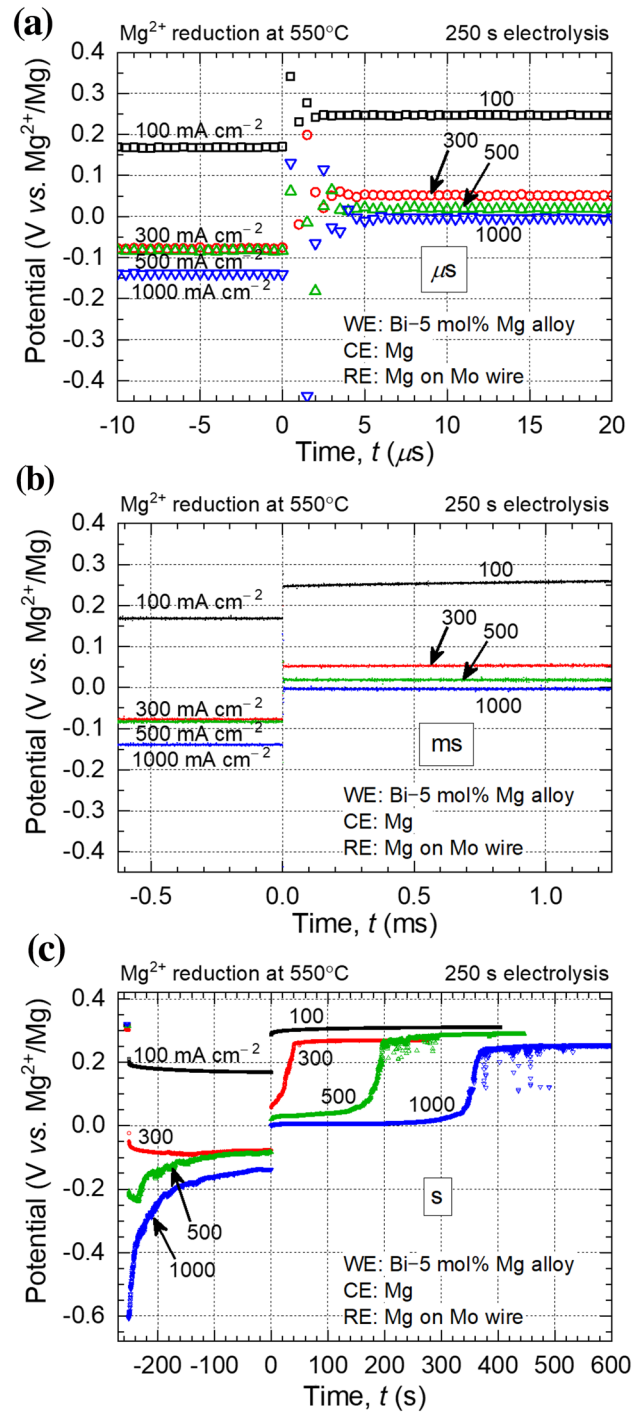 (a)
Mg²⁺ reduction at 550°C 250 s electrolysis
Potential (V vs. Mg²⁺/Mg)
0.4
0.3
0.2
0.1
0.0
-0.1
-0.2
-0.3
-0.4
100
100 mA cm⁻²
300
500
300 mA cm⁻²
500 mA cm⁻²
1000 mA cm⁻²
1000
μs
WE: Bi−5 mol% Mg alloy
CE: Mg
RE: Mg on Mo wire
-10 -5 0 5 10 15 20
Time, t (μs)
(b)
Mg²⁺ reduction at 550°C 250 s electrolysis
Potential (V vs. Mg²⁺/Mg)
0.4
0.3
0.2
0.1
0.0
-0.1
-0.2
-0.3
-0.4
100
100 mA cm⁻²
300
500
300 mA cm⁻²
500 mA cm⁻²
1000 mA cm⁻²
1000
ms
WE: Bi−5 mol% Mg alloy
CE: Mg
RE: Mg on Mo wire
-0.5 0.0 0.5 1.0
Time, t (ms)
(c)
Mg²⁺ reduction at 550°C 250 s electrolysis
Potential (V vs. Mg²⁺/Mg)
0.4
0.2
0.0
-0.2
-0.4
-0.6
100
100 mA cm⁻²
300
500
1000
300
500
1000
s
WE: Bi−5 mol% Mg alloy
CE: Mg
RE: Mg on Mo wire
-200 -100 0 100 200 300 400 500 600
Time, t (s)